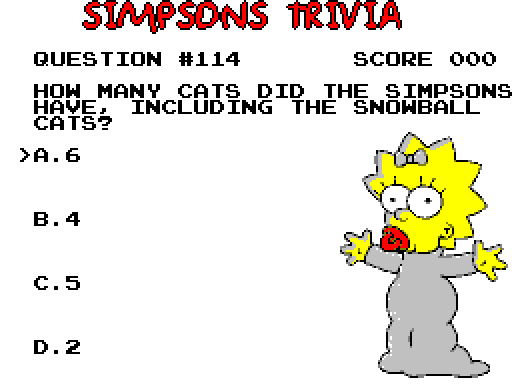 SIMPSONS TRIVIA
QUESTION #114 SCORE 000
HOW MANY CATS DID THE SIMPSONS
HAVE, INCLUDING THE SNOWBALL
CATS?
>A.6
B.4
C.5
D.2